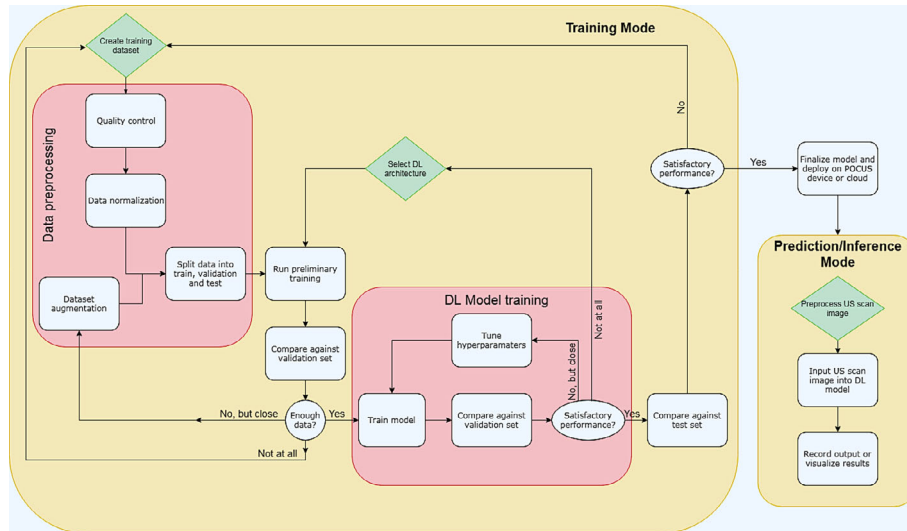 Training Mode
Create training
dataset
Data preprocessing
Quality control
Data normalization
Split data into
train, validation
and test
Dataset
augmentation
Select DL
architecture
Run preliminary
training
Compare against
validation set
Enough
data?
No, but close
Not at all
Yes
DL Model training
Tune
hyperparamaters
Train model
Compare against
validation set
Satisfactory
performance?
No, but close
Not at all
Yes
Compare against
test set
Satisfactory
performance?
No
Yes
Finalize model and
deploy on POCUS
device or cloud
Prediction/Inference
Mode
Preprocess US scan
image
Input US scan
image into DL
model
Record output or
visualize results